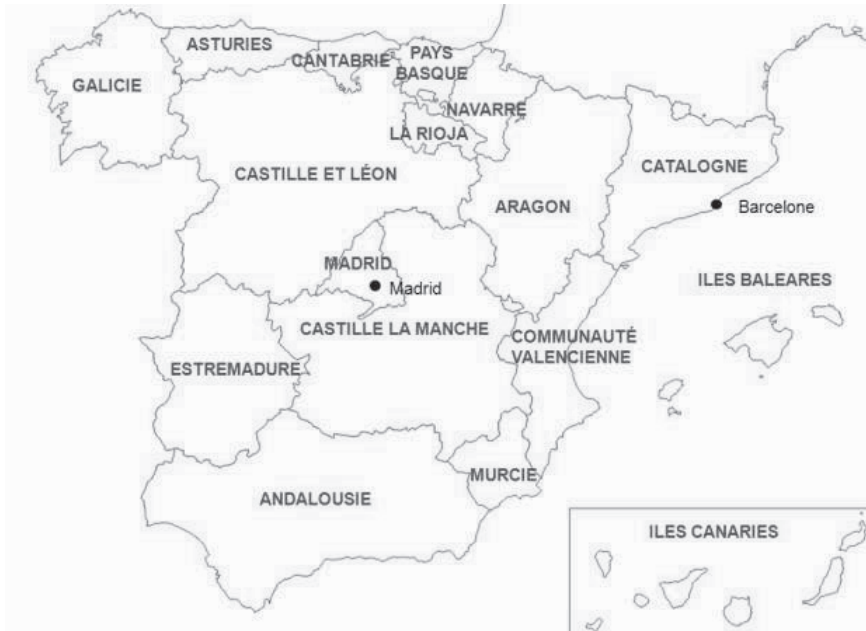 ASTURIES
CANTABRIE
PAYS
BASQUE
GALICIE
NAVARRE
LA RIOJA
CASTILLE ET LÉON
CATALOGNE
ARAGON
Barcelone
MADRID
Madrid
ILES BALEARES
CASTILLE LA MANCHE
COMMUNAUTÉ
VALENCIENNE
ESTREMADURE
MURCIE
ANDALOUSIE
ILES CANARIES